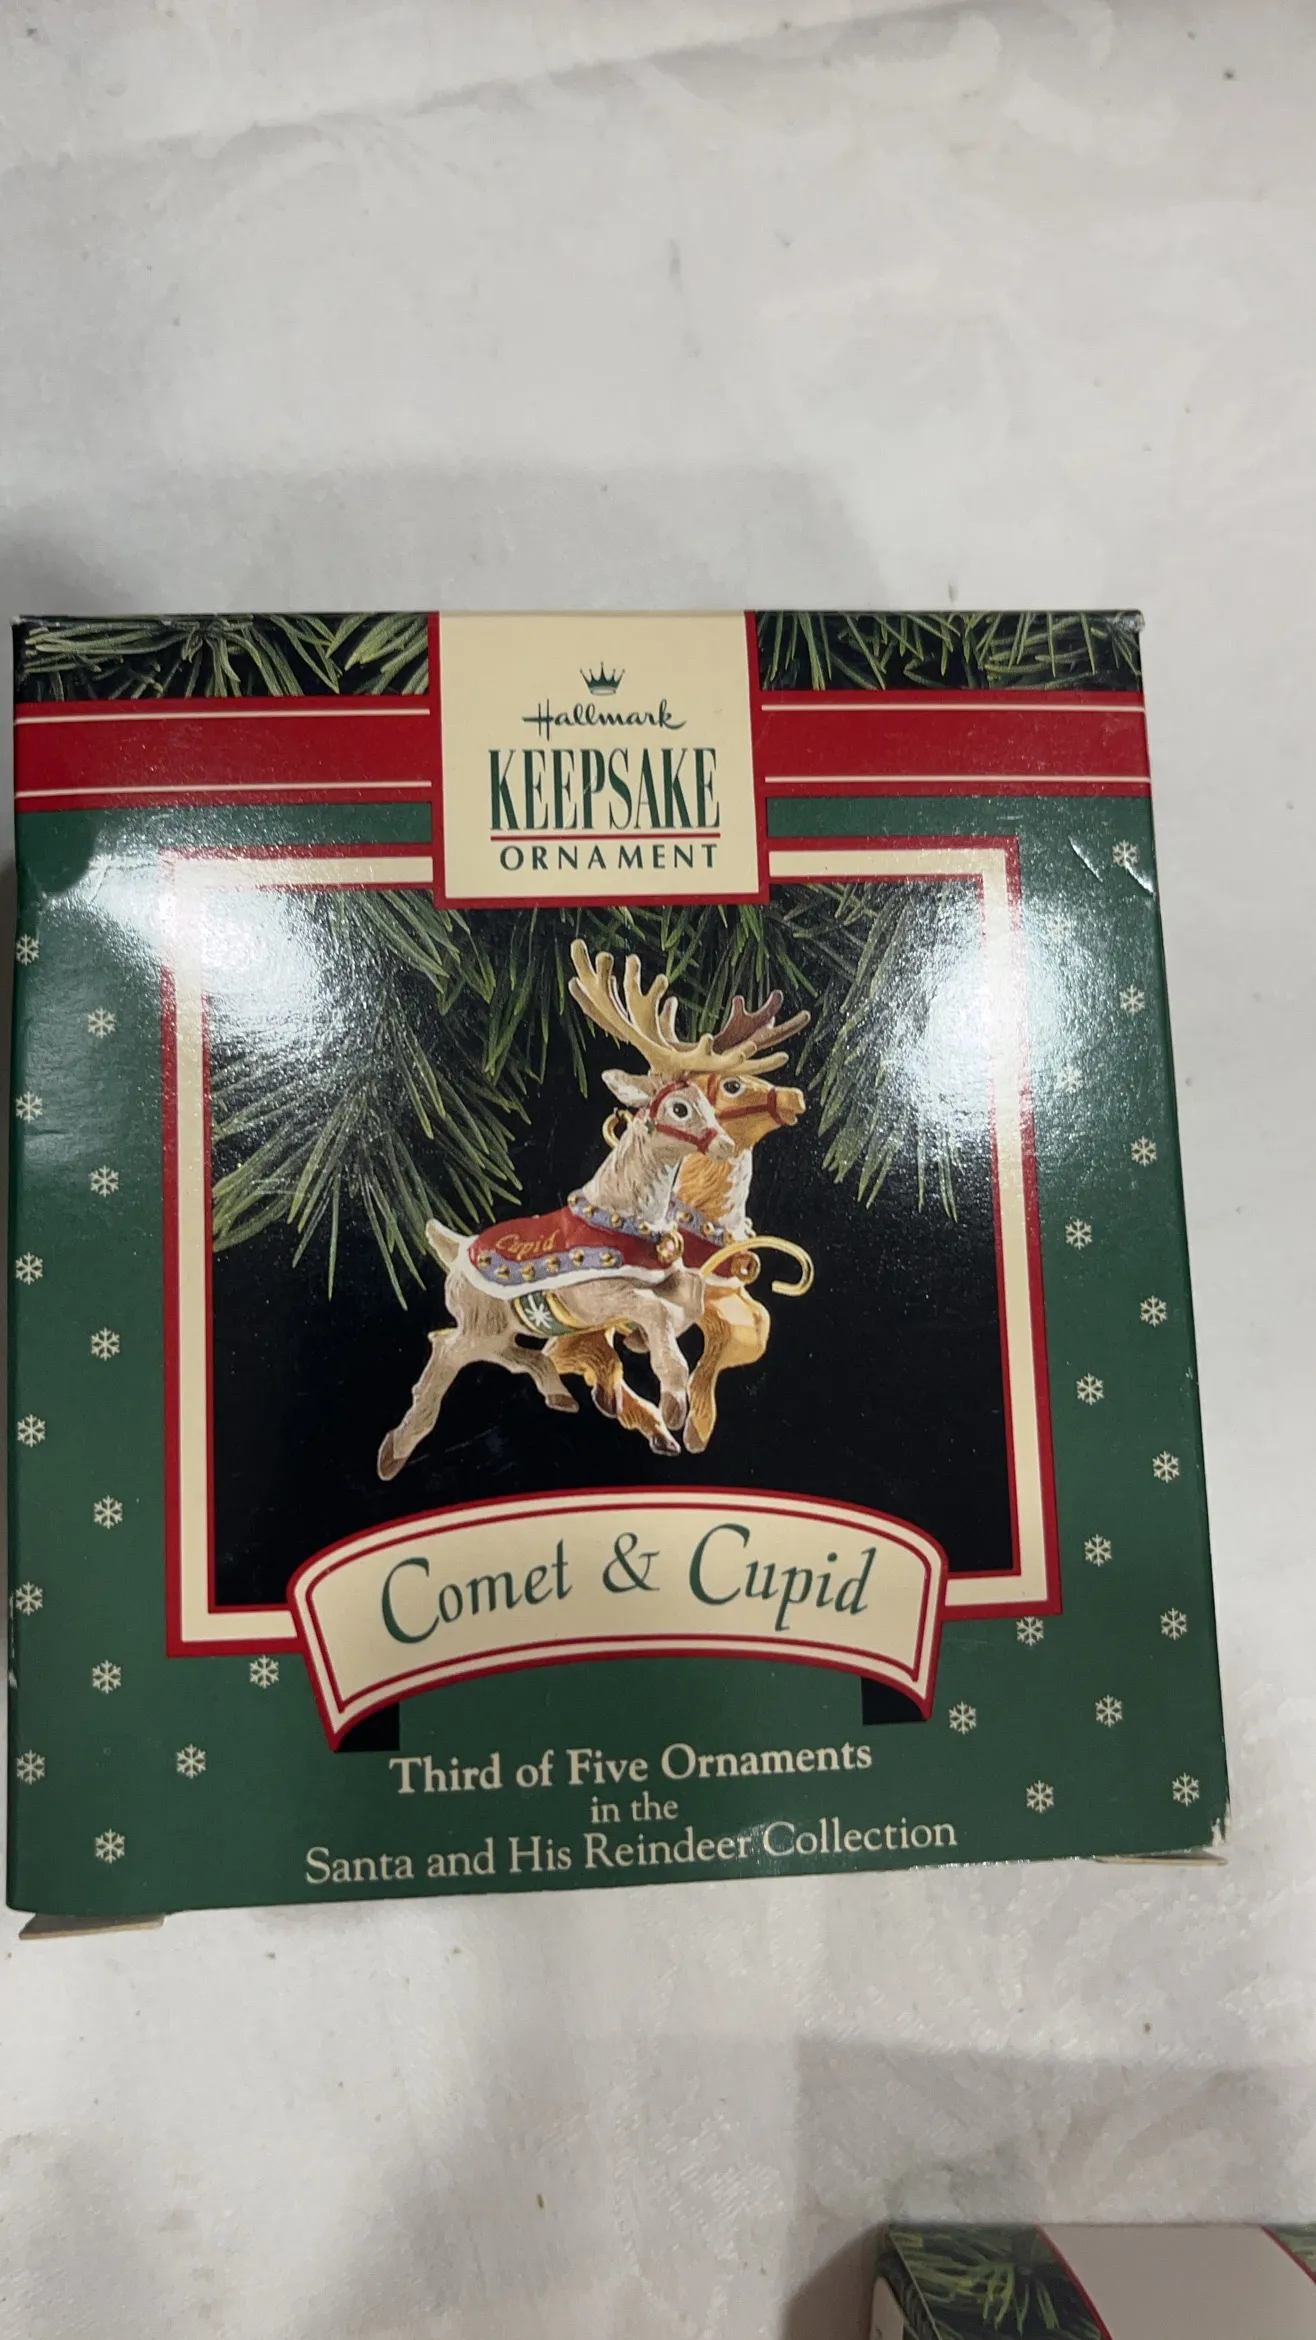 Hallmark
KEEPSAKE
ORNAMENT
Cupid
Comet & Cupid
Third of Five Ornaments
in the
Santa and His Reindeer Collection